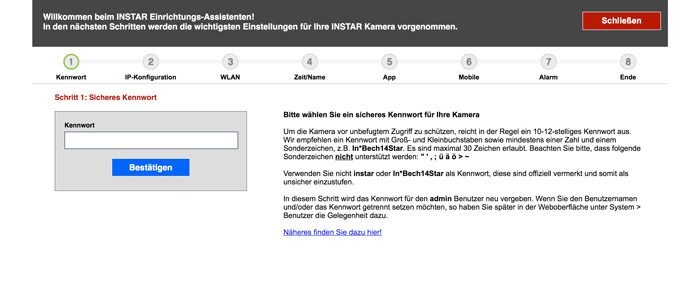 Willkommen beim INSTAR Einrichtungs-Assistenten!
In den nächsten Schritten werden die wichtigsten Einstellungen für Ihre INSTAR Kamera vorgenommen.
Schließen
1 2 3 4 5 6 7 8
Kennwort IP-Konfiguration WLAN Zeit/Name App Mobile Alarm Ende
Schritt 1: Sicheres Kennwort
Kennwort
Bestätigen
Bitte wählen Sie ein sicheres Kennwort für Ihre Kamera
Um die Kamera vor unbefugtem Zugriff zu schützen, reicht in der Regel ein 10-12-stelliges Kennwort aus.
Wir empfehlen ein Kennwort mit Groß- und Kleinbuchstaben sowie mindestens einer Zahl und einem
Sonderzeichen, z.B. In*Bech14Star. Es sind maximal 30 Zeichen erlaubt. Beachten Sie bitte, dass folgende
Sonderzeichen nicht unterstützt werden: " ' , ; ü ä ö > ~
Verwenden Sie nicht instar oder In*Bech14Star als Kennwort, diese sind offiziell vermerkt und somit als
unsicher einzustufen.
In diesem Schritt wird das Kennwort für den admin Benutzer neu vergeben. Wenn Sie den Benutzernamen
und/oder das Kennwort getrennt setzen möchten, so haben Sie später in der Weboberfläche unter System >
Benutzer die Gelegenheit dazu.
Näheres finden Sie dazu hier!